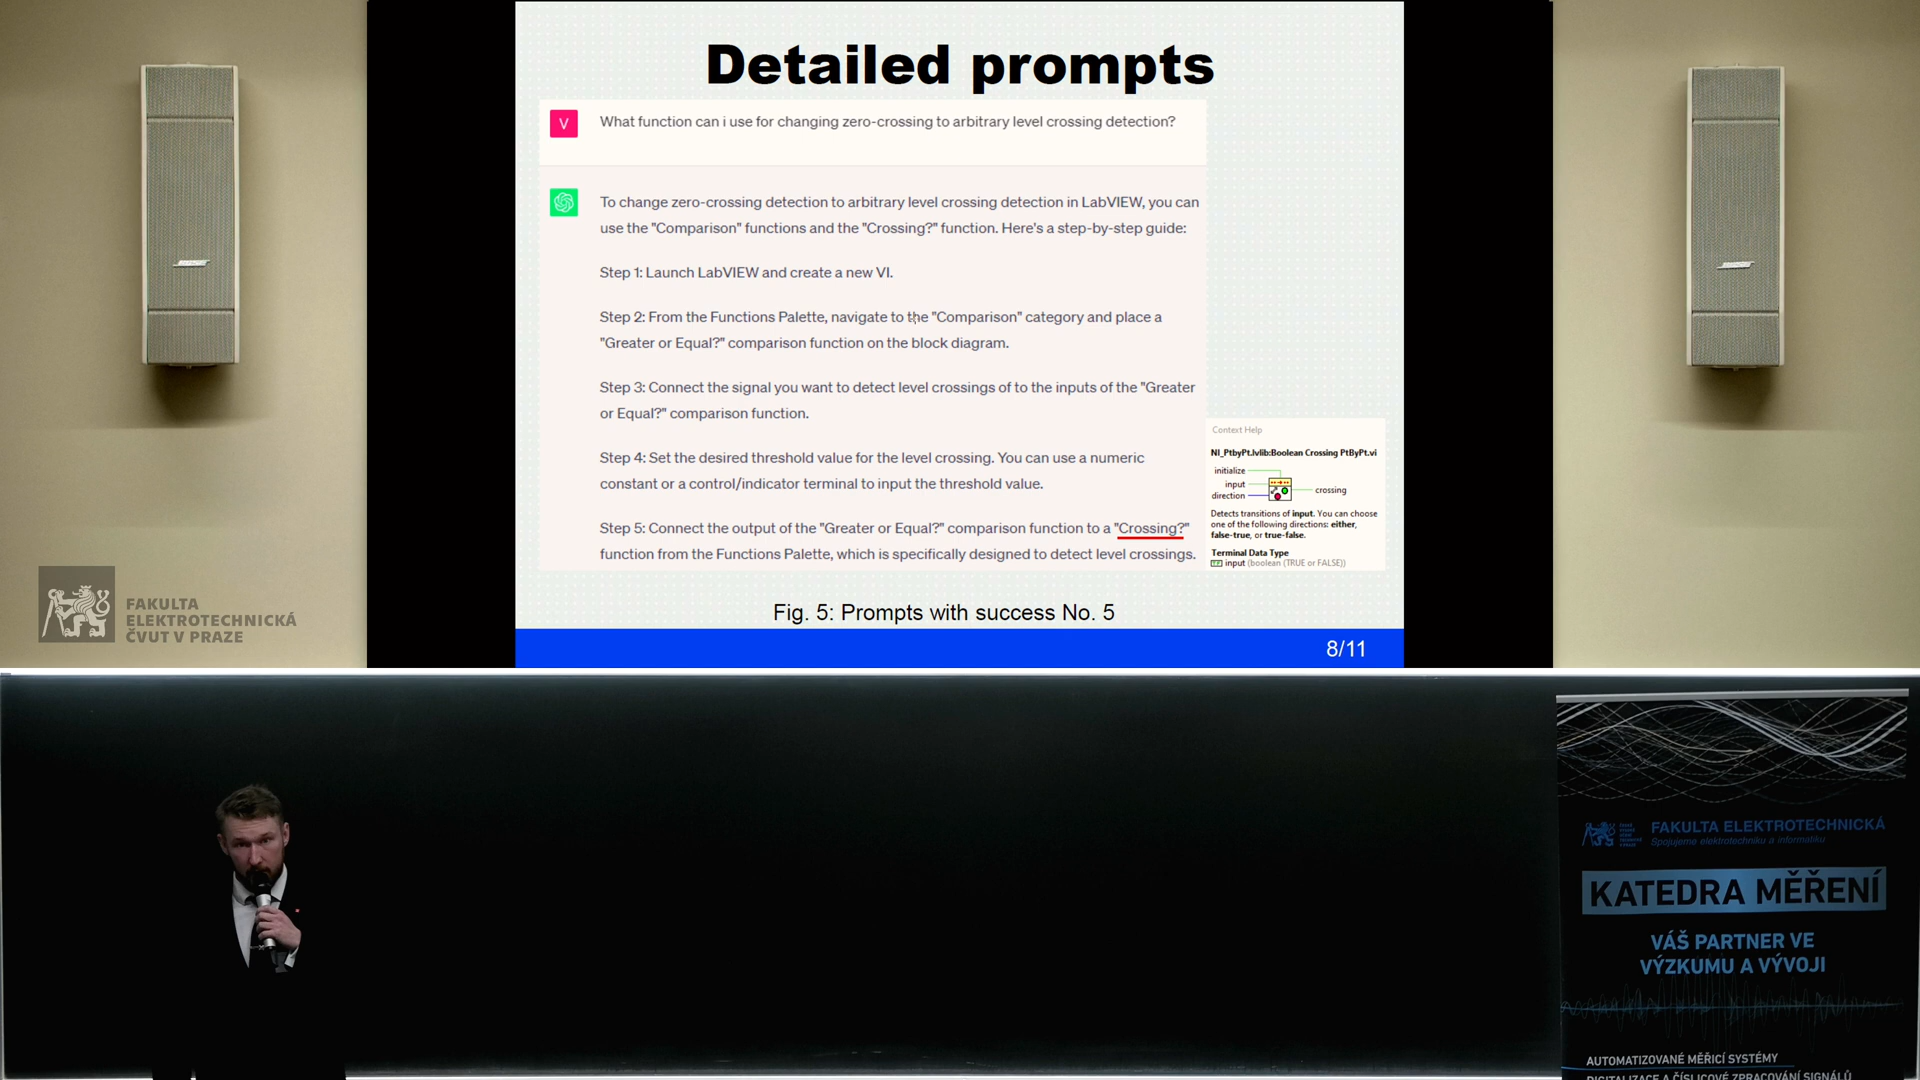 Detailed prompts
V
What function can i use for changing zero-crossing to arbitrary level crossing detection?
To change zero-crossing detection to arbitrary level crossing detection in LabVIEW, you can
use the "Comparison" functions and the "Crossing?" function. Here's a step-by-step guide:
Step 1: Launch LabVIEW and create a new VI.
Step 2: From the Functions Palette, navigate to the "Comparison" category and place a
"Greater or Equal?" comparison function on the block diagram.
Step 3: Connect the signal you want to detect level crossings of to the inputs of the "Greater
or Equal?" comparison function.
Step 4: Set the desired threshold value for the level crossing. You can use a numeric
constant or a control/indicator terminal to input the threshold value.
Step 5: Connect the output of the "Greater or Equal?" comparison function to a "Crossing?"
function from the Functions Palette, which is specifically designed to detect level crossings.
Context Help
NI_PtbyPt.lvlib:Boolean Crossing PtByPt.vi
initialize
input
direction
crossing
Detects transitions of input. You can choose
one of the following directions: either,
false-true, or true-false.
Terminal Data Type
input (boolean (TRUE or FALSE))
Fig. 5: Prompts with success No. 5
8/11
FAKULTA
ELEKTROTECHNICKÁ
ČVUT V PRAZE
FAKULTA ELEKTROTECHNICKÁ
Spojujeme elektrotechniku a informatiku
KATEDRA MĚŘENÍ
VÁŠ PARTNER VE
VÝZKUMU A VÝVOJI
AUTOMATIZOVANÉ MĚŘICÍ SYSTÉMY
DIGITALIZACE A ČÍSLICOVÉ ZPRACOVÁNÍ SIGNÁLŮ